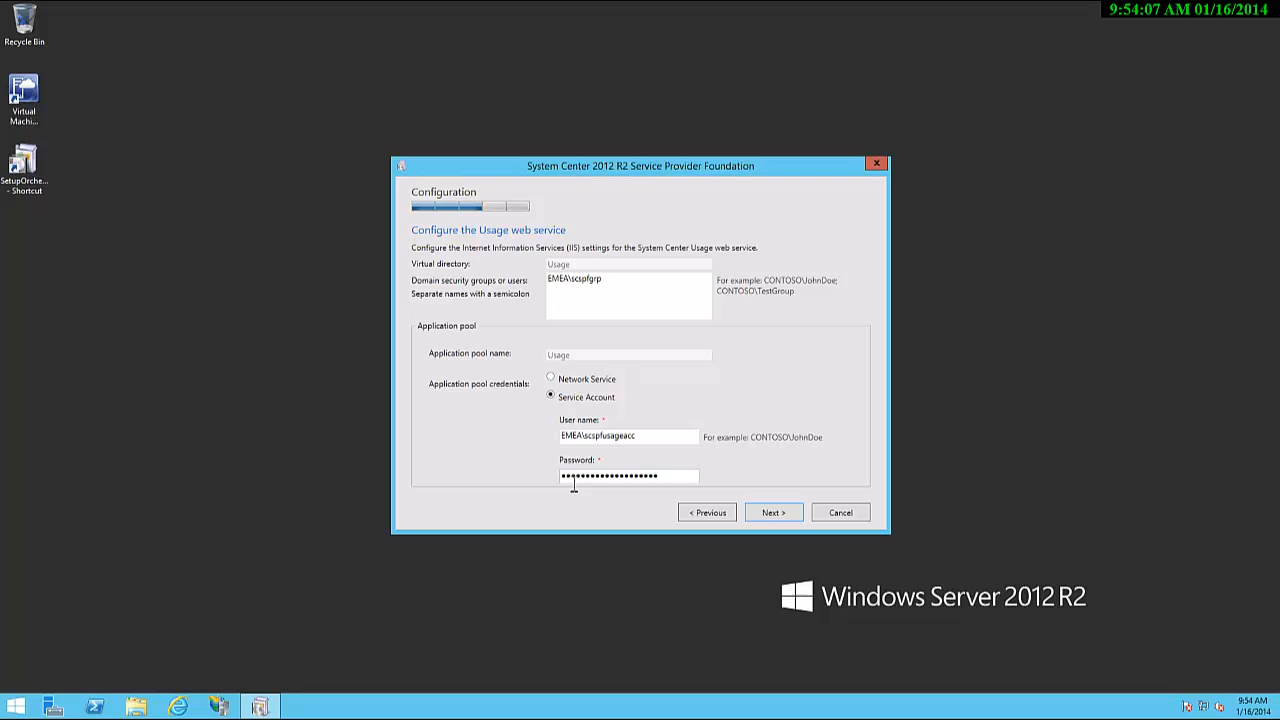 9:54:07 AM 01/16/2014
Recycle Bin
Virtual
Machi...
SetupOrche...
- Shortcut
System Center 2012 R2 Service Provider Foundation
x
Configuration
Configure the Usage web service
Configure the Internet Information Services (IIS) settings for the System Center Usage web service.
Virtual directory:
Usage
Domain security groups or users:
Separate names with a semicolon
EMEA\scspfgrp
For example: CONTOSO\JohnDoe;
CONTOSO\TestGroup
Application pool
Application pool name:
Usage
Application pool credentials:
Network Service
Service Account
User name: *
EMEA\scspfusageacc
For example: CONTOSO\JohnDoe
Password: *
••••••••••••••••••••
< Previous
Next >
Cancel
Windows Server 2012 R2
9:54 AM
1/16/2014